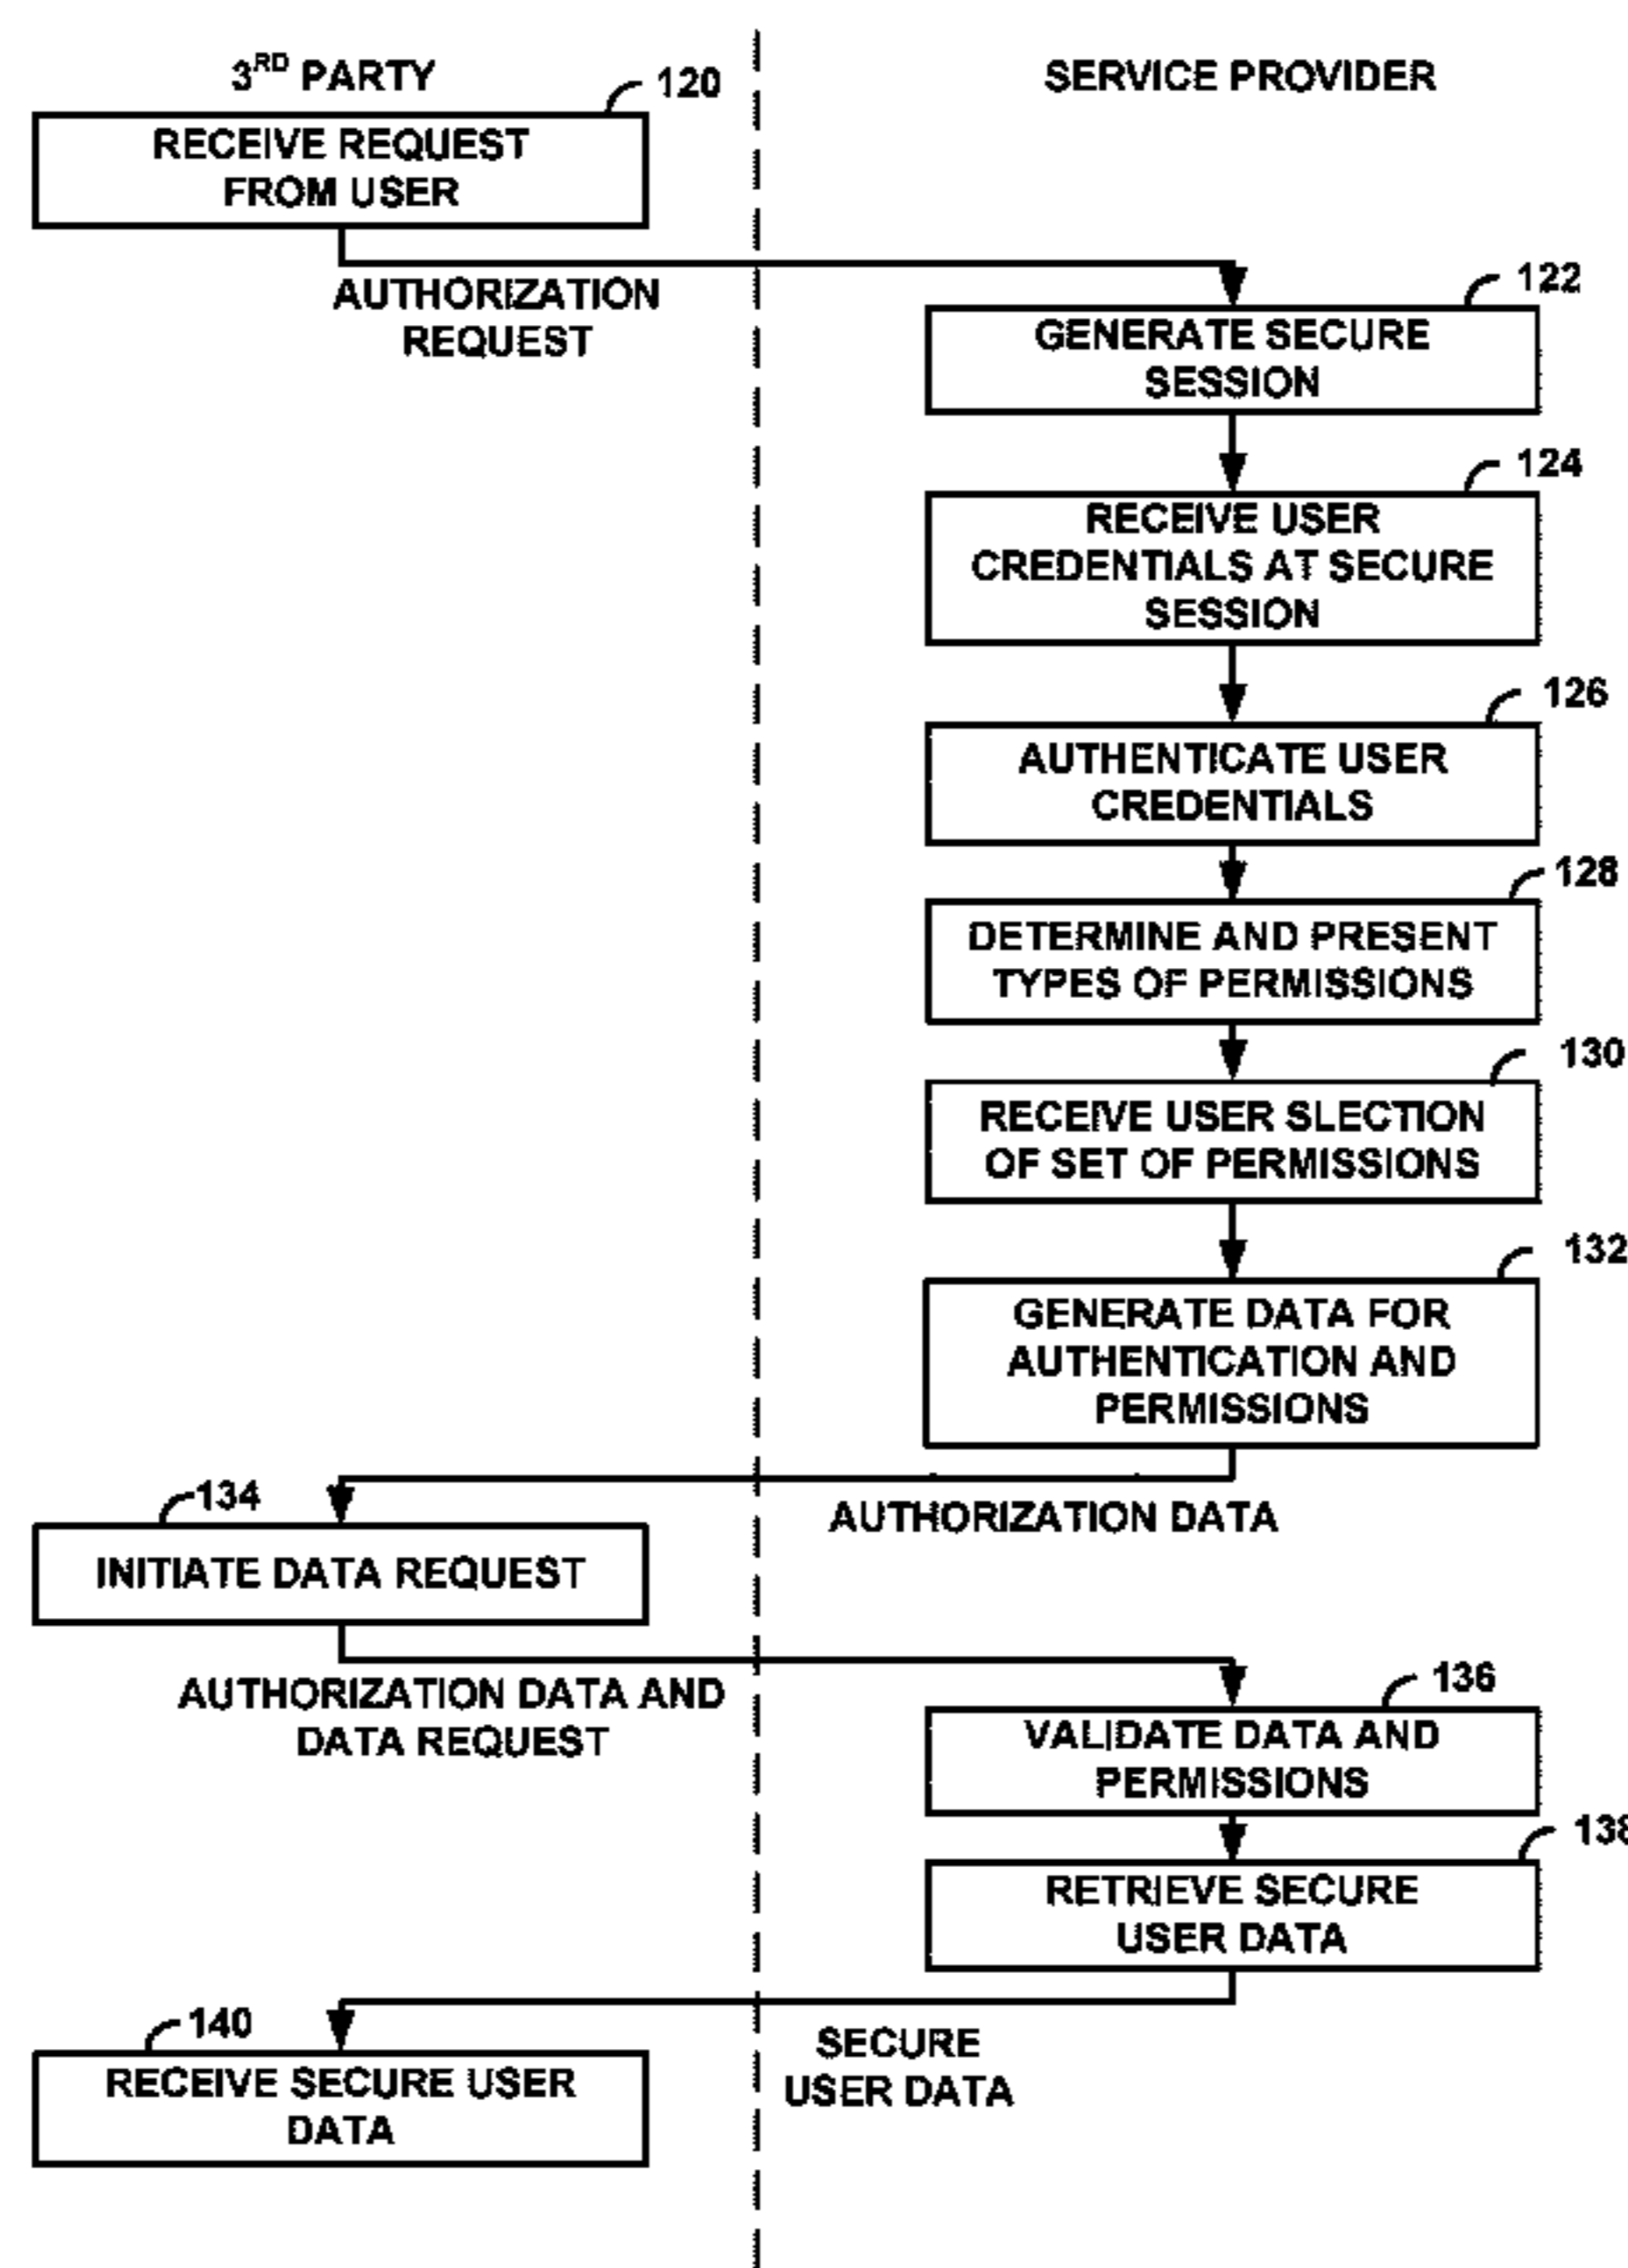 3RD PARTY
SERVICE PROVIDER
120
RECEIVE REQUEST
FROM USER
AUTHORIZATION
REQUEST
122
GENERATE SECURE
SESSION
124
RECEIVE USER
CREDENTIALS AT SECURE
SESSION
126
AUTHENTICATE USER
CREDENTIALS
128
DETERMINE AND PRESENT
TYPES OF PERMISSIONS
130
RECEIVE USER SLECTION
OF SET OF PERMISSIONS
132
GENERATE DATA FOR
AUTHENTICATION AND
PERMISSIONS
AUTHORIZATION DATA
134
INITIATE DATA REQUEST
AUTHORIZATION DATA AND
DATA REQUEST
136
VALIDATE DATA AND
PERMISSIONS
138
RETRIEVE SECURE
USER DATA
SECURE
USER DATA
140
RECEIVE SECURE USER
DATA